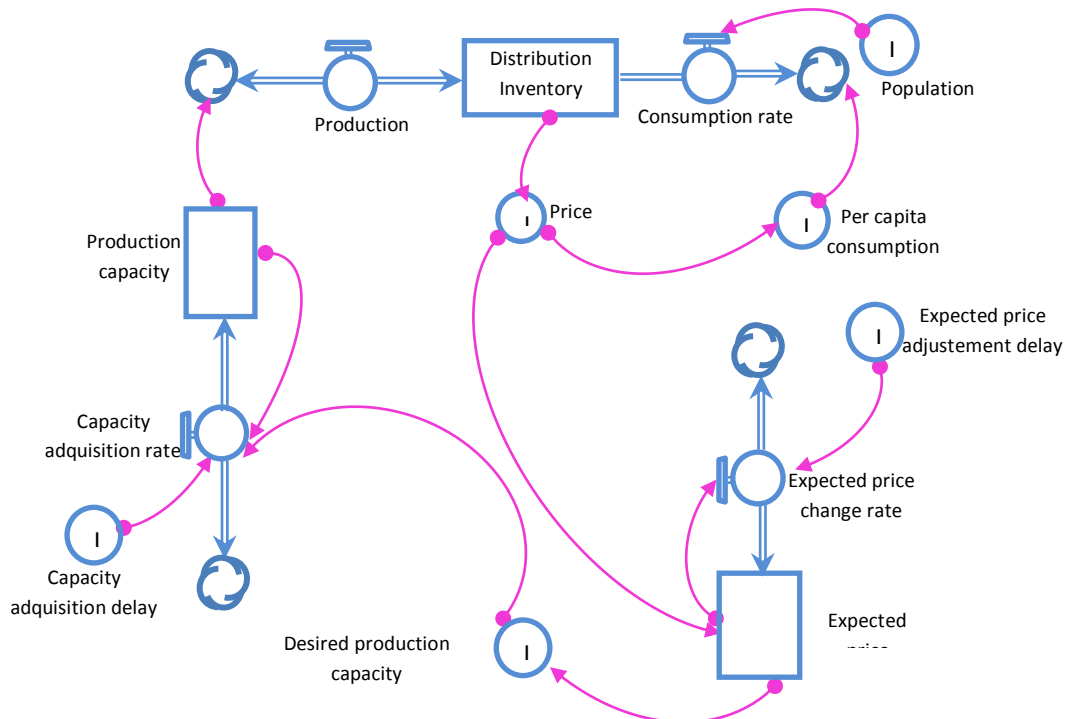 Distribution
Inventory
Production
Consumption rate
I
Population
I
Price
I
Per capita
consumption
Production
capacity
I
Expected price
adjustement delay
Capacity
adquisition rate
Expected price
change rate
I
Capacity
adquisition delay
I
Desired production
capacity
Expected